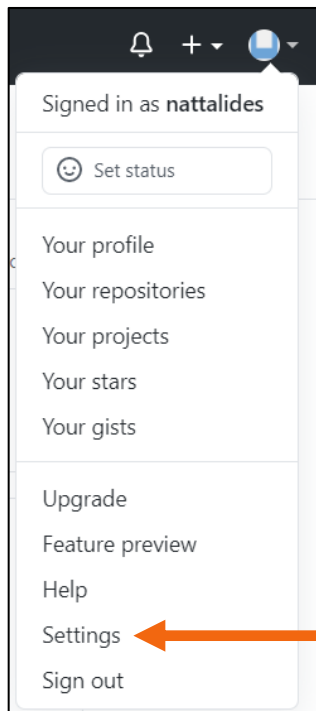 Signed in as nattalides
Set status
Your profile
Your repositories
Your projects
Your stars
Your gists
Upgrade
Feature preview
Help
Settings
Sign out